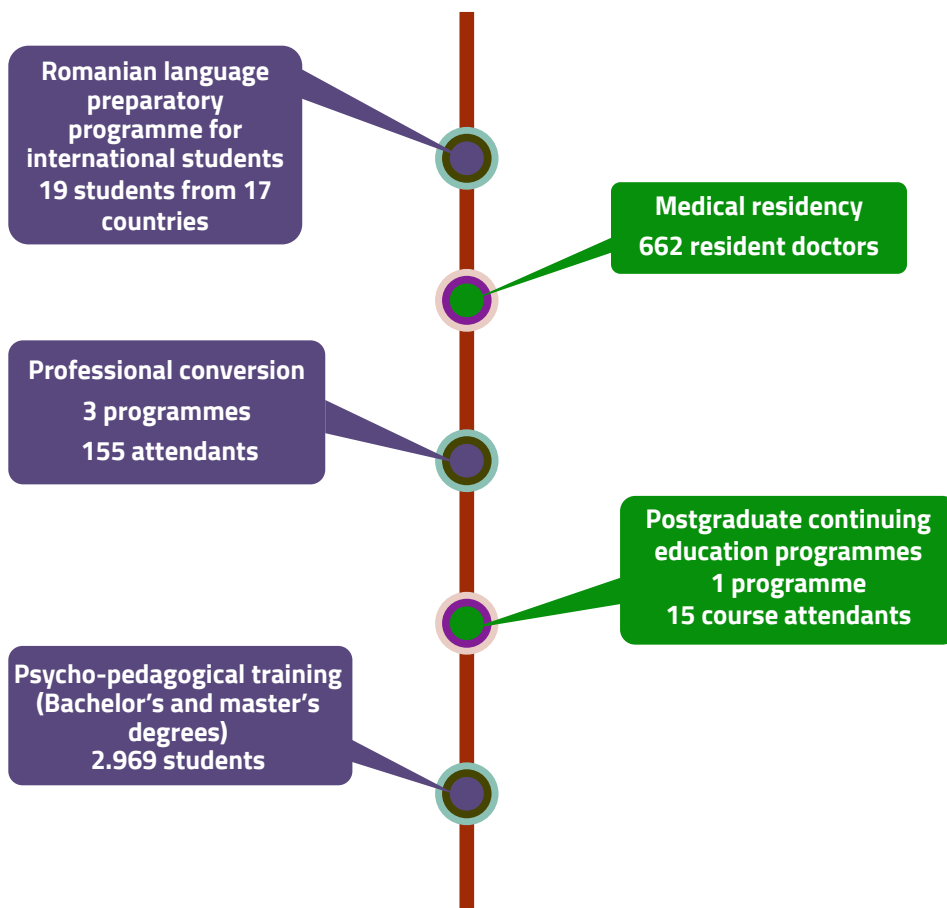 Romanian language
preparatory
programme for
international students
19 students from 17
countries
Medical residency
662 resident doctors
Professional conversion
3 programmes
155 attendants
Postgraduate continuing
education programmes
1 programme
15 course attendants
Psycho-pedagogical training
(Bachelor’s and master’s
degrees)
2.969 students